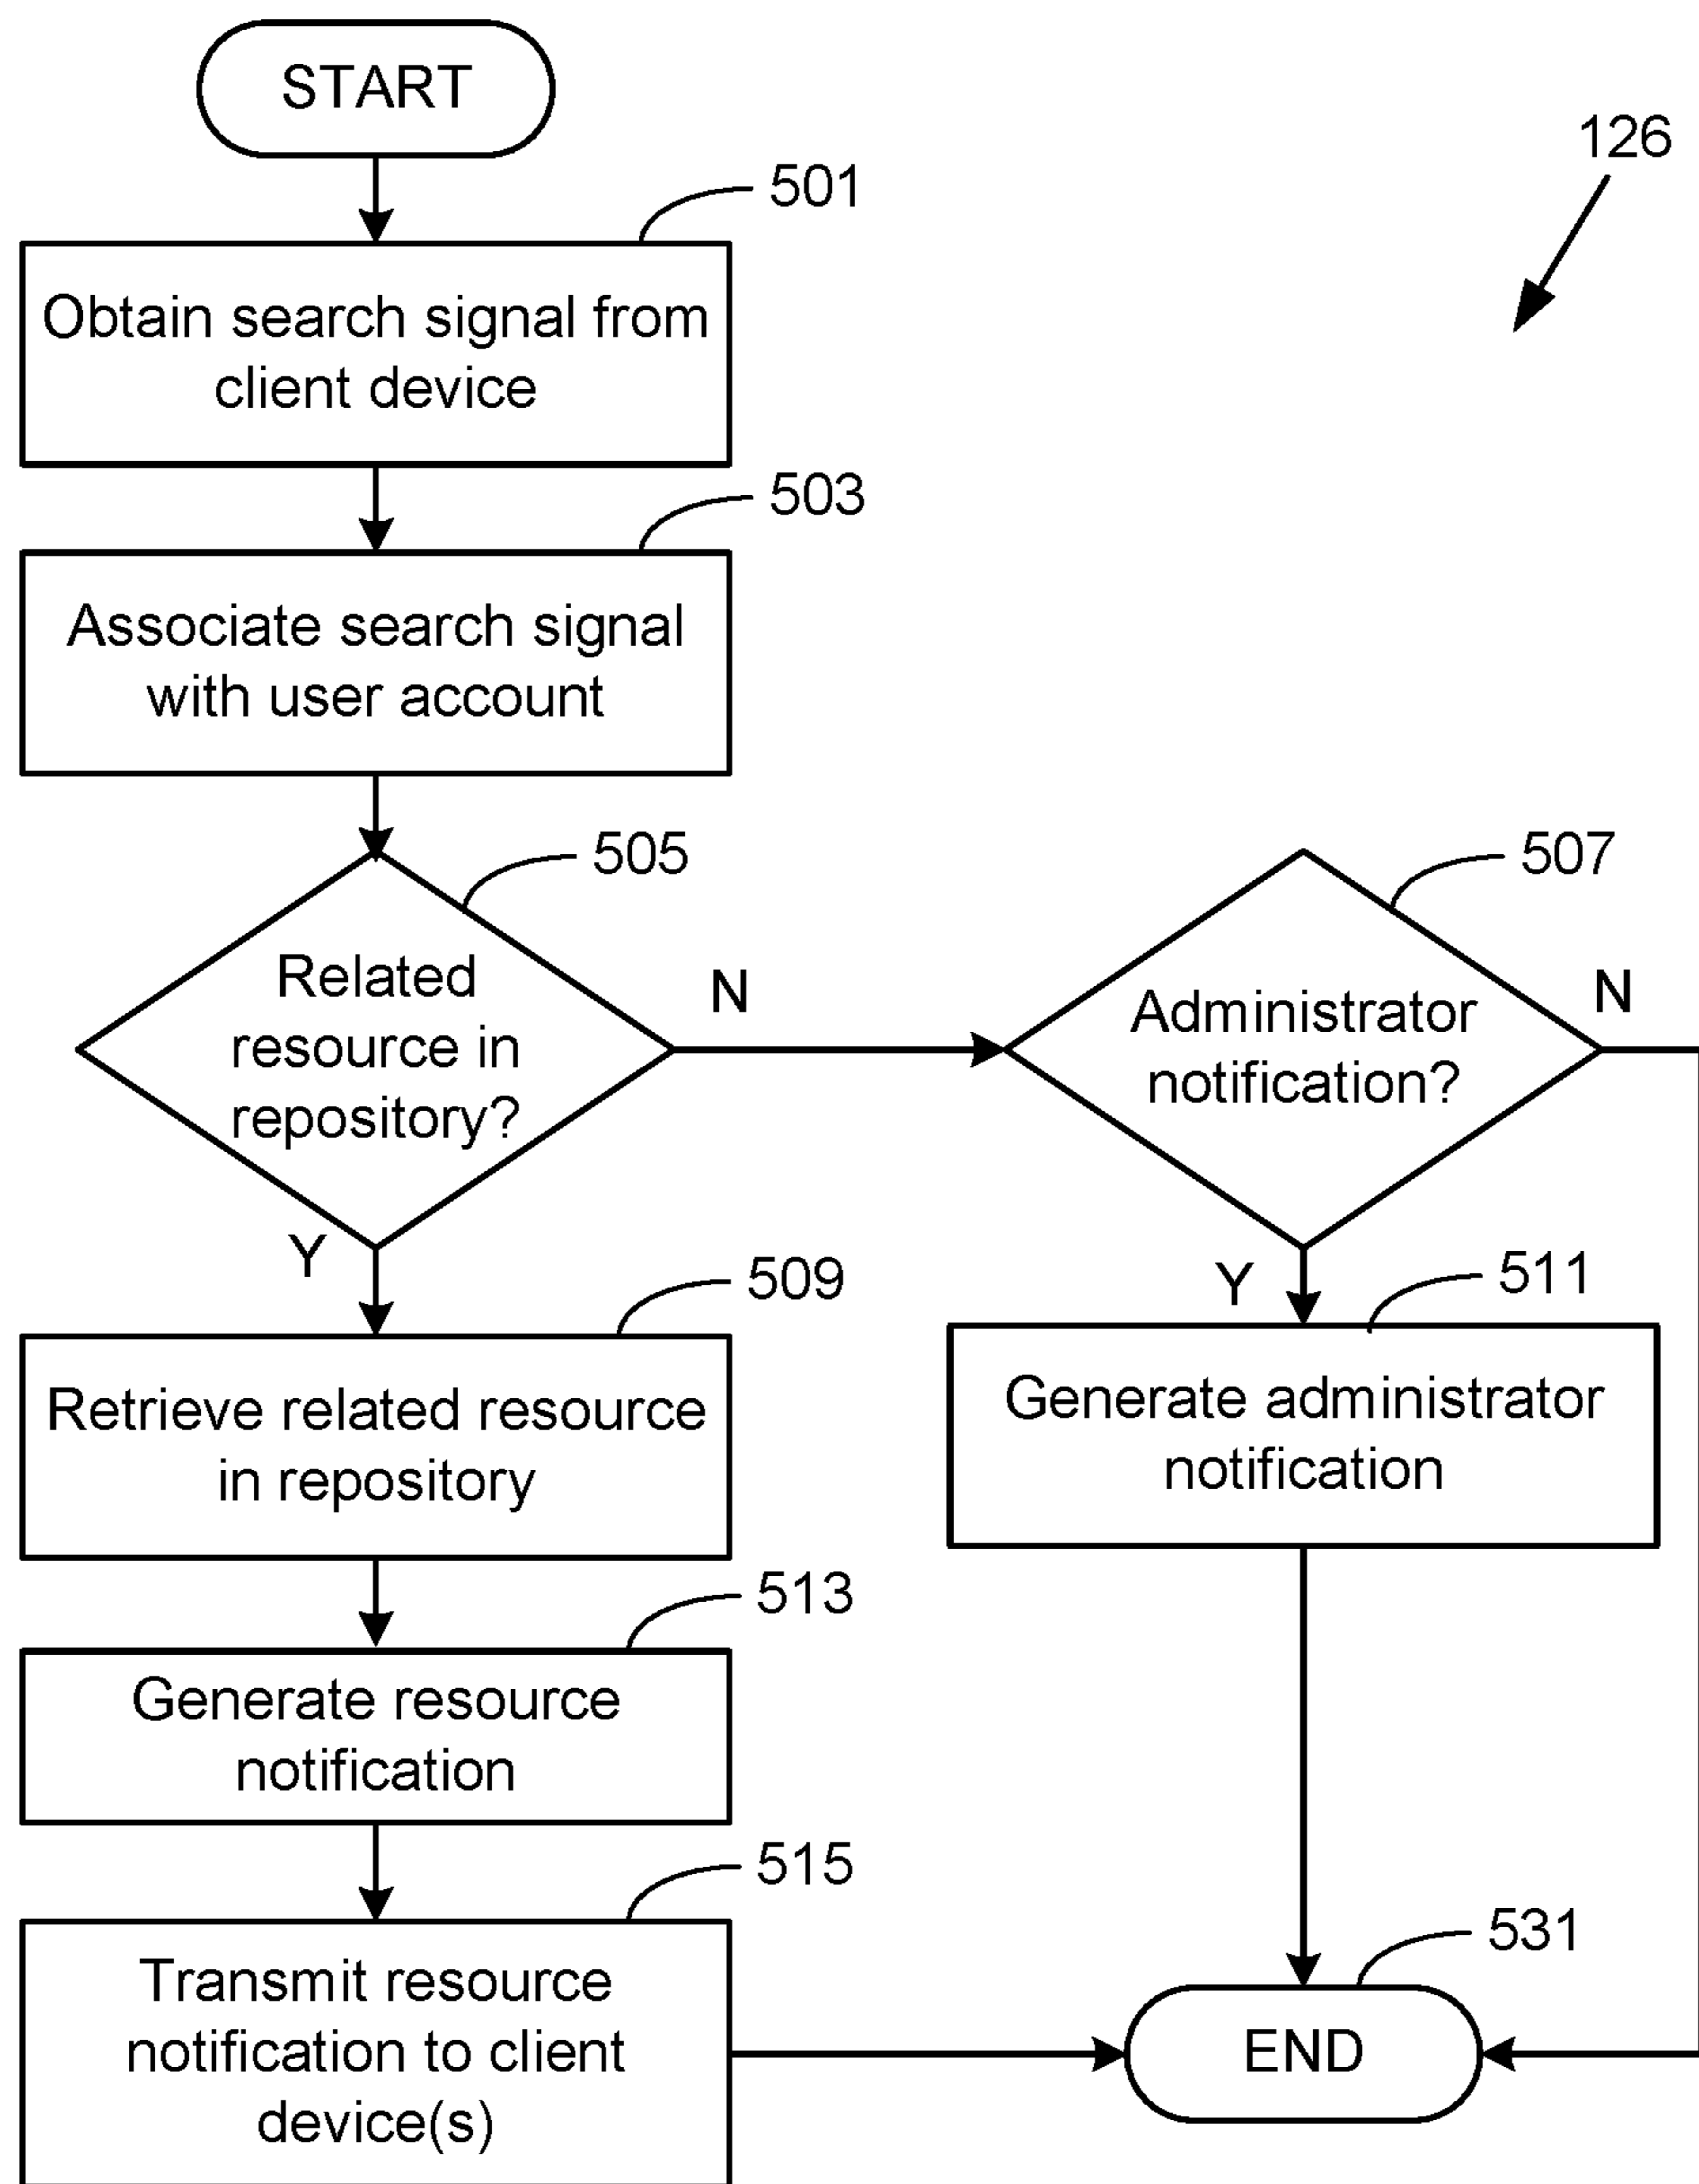 START
126
501
Obtain search signal from
client device
503
Associate search signal
with user account
505
507
Related
resource in
repository?
N
Administrator
notification?
N
Y
Y
509
511
Retrieve related resource
in repository
Generate administrator
notification
513
Generate resource
notification
515
Transmit resource
notification to client
device(s)
531
END